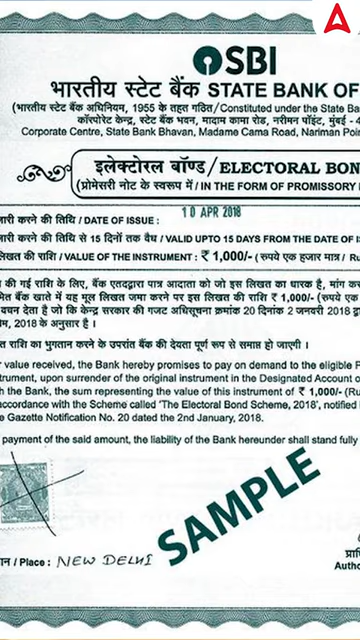 A
SBI
भारतीय स्टेट बैंक STATE BANK OF
(भारतीय स्टेट बैंक अधिनियम, 1955 के तहत गठित/Constituted under the State Ba
कॉरपोरेट केन्द्र, स्टेट बैंक भवन, मादाम कामा रोड, नरीमन पॉइंट, मुंबई - 4
Corporate Centre, State Bank Bhavan, Madame Cama Road, Nariman Poin
इलेक्टोरल बॉण्ड/ELECTORAL BON
(प्रोमेसरी नोट के स्वरूप में / IN THE FORM OF PROMISSORY
जारी करने की तिथि / DATE OF ISSUE : 10 APR 2018
जारी करने की तिथि से 15 दिनों तक वैध / VALID UPTO 15 DAYS FROM THE DATE OF IS
लिखत की राशि / VALUE OF THE INSTRUMENT : ₹ 1,000/- (रुपये एक हजार मात्र / Ru
की गई राशि के लिए, बैंक एतदद्वारा पात्र आदाता को जो इस लिखत का धारक है, मांग कर
मित बैंक खाते में यह मूल लिखत जमा करने पर इस लिखत की राशि ₹ 1,000/- (रुपये एक
वचन देता है जो कि केन्द्र सरकार की गजट अधिसूचना क्रमांक 20 दिनांक 2 जनवरी 2018 द्वा
म, 2018 के अनुसार है ।
त राशि का भुगतान करने के उपरांत बैंक की देयता पूर्ण रूप से समाप्त हो जाएगी ।
r value received, the Bank hereby promises to pay on demand to the eligible P
trument, upon surrender of the original instrument in the Designated Account o
h the Bank, the sum representing the value of this instrument of ₹ 1,000/- (Ru
accordance with the Scheme called 'The Electoral Bond Scheme, 2018', notified
e Gazette Notification No. 20 dated the 2nd January, 2018.
payment of the said amount, the liability of the Bank hereunder shall stand fully
SAMPLE
ान / Place : NEW DELHI
प्राधि
Autho